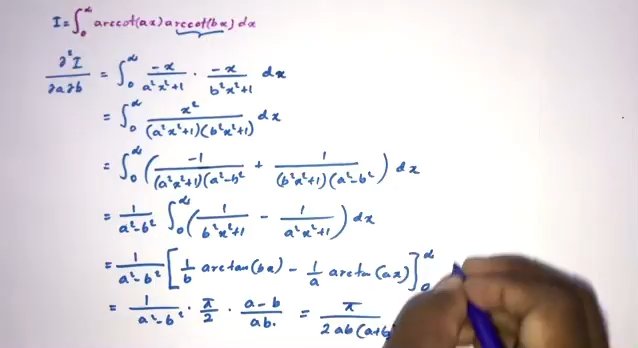 I = ∫₀^∞ arccot(ax) arccot(bx) dx
∂²I/∂a∂b = ∫₀^∞ -x/(a²x²+1) · -x/(b²x²+1) dx
= ∫₀^∞ x²/((a²x²+1)(b²x²+1)) dx
= ∫₀^∞ ( -1/((a²x²+1)(a²-b²)) + 1/((b²x²+1)(a²-b²)) ) dx
= 1/(a²-b²) ∫₀^∞ ( 1/(b²x²+1) - 1/(a²x²+1) ) dx
= 1/(a²-b²) [ 1/b arctan(bx) - 1/a arctan(ax) ]₀^∞
= 1/(a²-b²) · π/2 · (a-b)/ab. = π/(2ab(a+b)